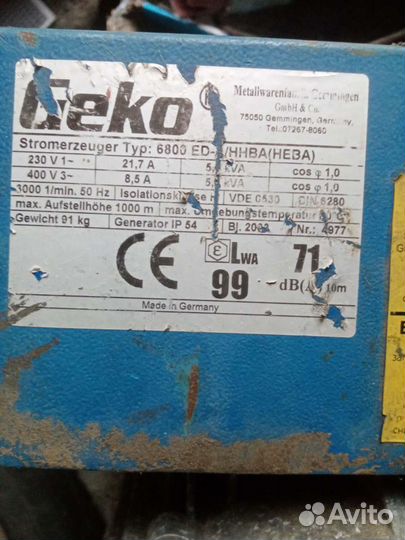 Geko
Metallwarenfabrik Gemmingen
GmbH & Co.
75050 Gemmingen, Germany,
Tel.:07267-8060
Stromerzeuger Typ: 6800 /HHBA(HEBA)
230 V 1~ 21,7 A kVA cos φ 1,0
400 V 3~ 8,5 A kVA cos φ 1,0
3000 1/min. 50 Hz Isolationsklasse H VDE 0530 DIN 6280
max. Aufstellhöhe 1000 m max. Umgebungstemperatur
Gewicht 91 kg Generator IP 54 Bj. Nr.: 4977
CE LWA 99 71 dB(A) 10m
Made in Germany
Avito